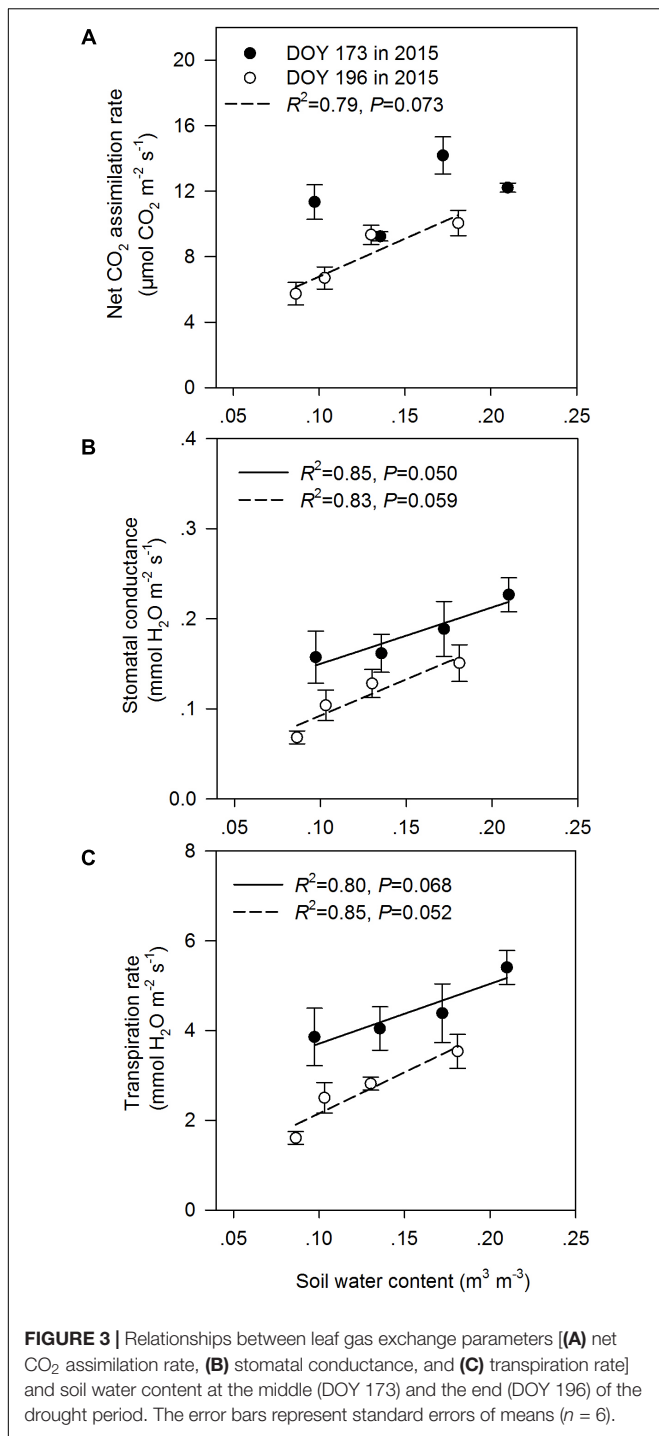 A
DOY 173 in 2015
DOY 196 in 2015
R²=0.79, P=0.073
Net CO₂ assimilation rate
(μmol CO₂ m⁻² s⁻¹)
20
16
12
8
4
0
.05 .10 .15 .20 .25
B
R²=0.85, P=0.050
R²=0.83, P=0.059
Stomatal conductance
(mmol H₂O m⁻² s⁻¹)
.4
.3
.2
.1
0.0
.05 .10 .15 .20 .25
C
R²=0.80, P=0.068
R²=0.85, P=0.052
Transpiration rate
(mmol H₂O m⁻² s⁻¹)
8
6
4
2
0
.05 .10 .15 .20 .25
Soil water content (m³ m⁻³)
FIGURE 3 | Relationships between leaf gas exchange parameters [(A) net
CO₂ assimilation rate, (B) stomatal conductance, and (C) transpiration rate]
and soil water content at the middle (DOY 173) and the end (DOY 196) of the
drought period. The error bars represent standard errors of means (n = 6).